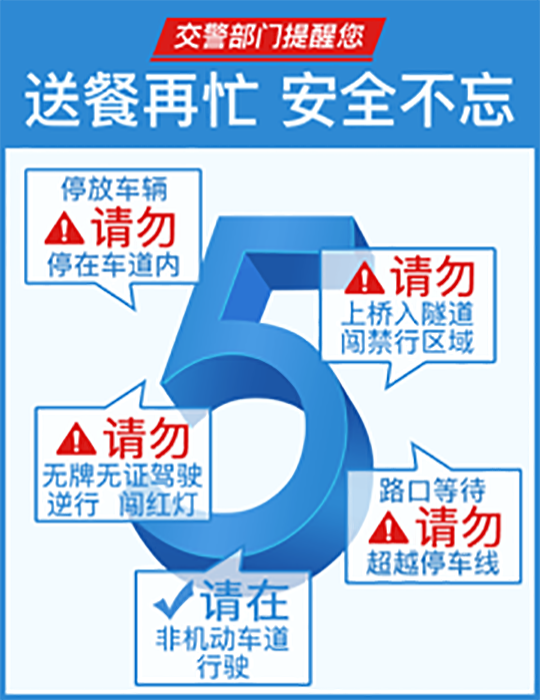 交警部门提醒您
送餐再忙 安全不忘
停放车辆
请勿
停在车道内
请勿
上桥入隧道
闯禁行区域
5
请勿
无牌无证驾驶
逆行 闯红灯
路口等待
请勿
超越停车线
请在
非机动车道
行驶